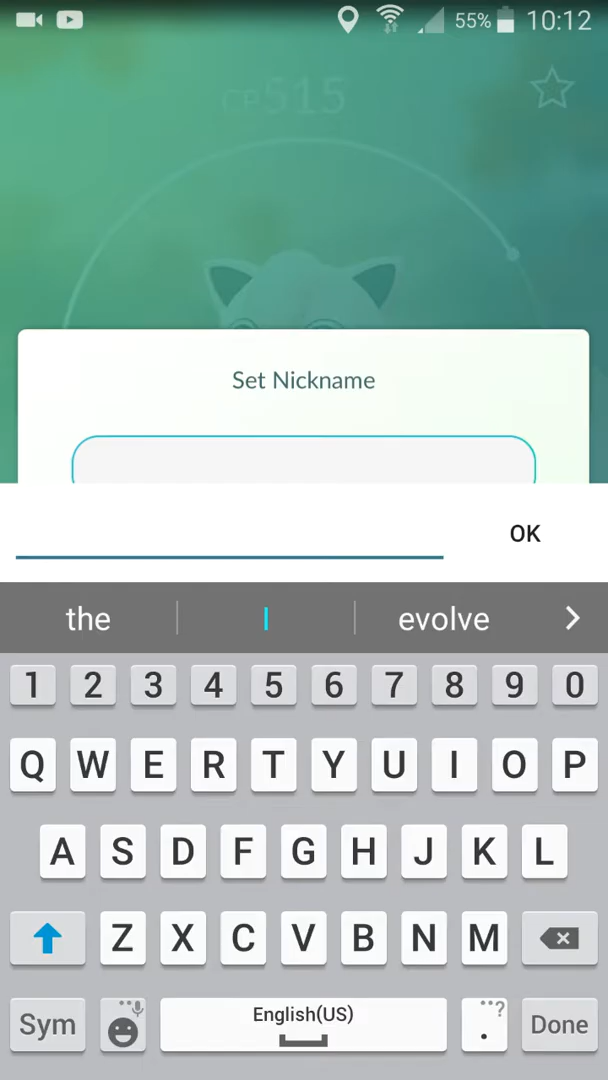 55% 10:12
CP515
Set Nickname
OK
the I evolve >
1 2 3 4 5 6 7 8 9 0
Q W E R T Y U I O P
A S D F G H J K L
Z X C V B N M
Sym English(US) . ? Done